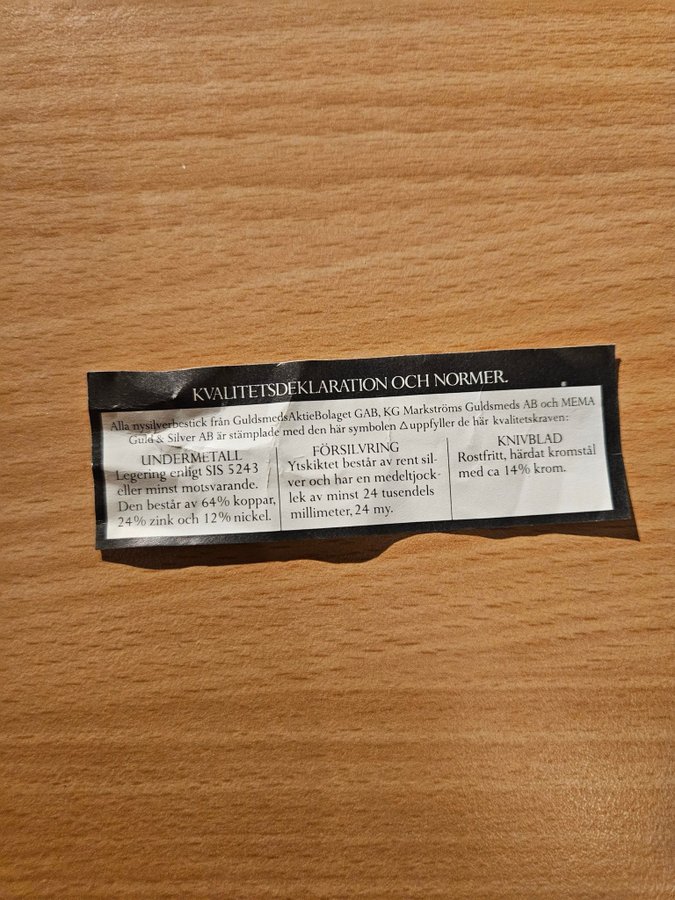 KVALITETSDEKLARATION OCH NORMER.
Alla nysilverbestick från GuldsmedsAktieBolaget GAB, KG Markströms Guldsmeds AB och MEMA
Guld & Silver AB är stämplade med den här symbolen △ uppfyller de här kvalitetskraven:
UNDERMETALL
Legering enligt SIS 5243
eller minst motsvarande.
Den består av 64% koppar,
24% zink och 12% nickel.
FÖRSILVRING
Ytskiktet består av rent sil-
ver och har en medeltjock-
lek av minst 24 tusendels
millimeter, 24 my.
KNIVBLAD
Rostfritt, härdat kromstål
med ca 14% krom.